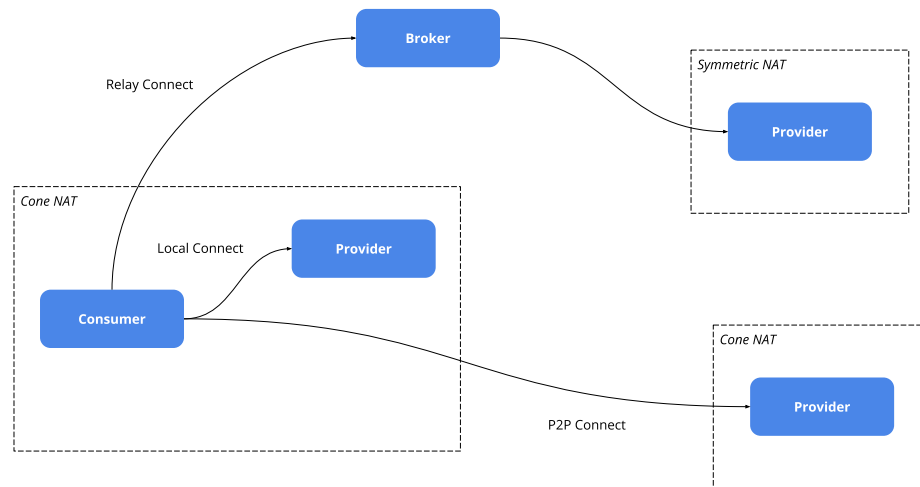 Broker
Symmetric NAT
Relay Connect
Provider
Cone NAT
Local Connect
Provider
Consumer
Cone NAT
Provider
P2P Connect